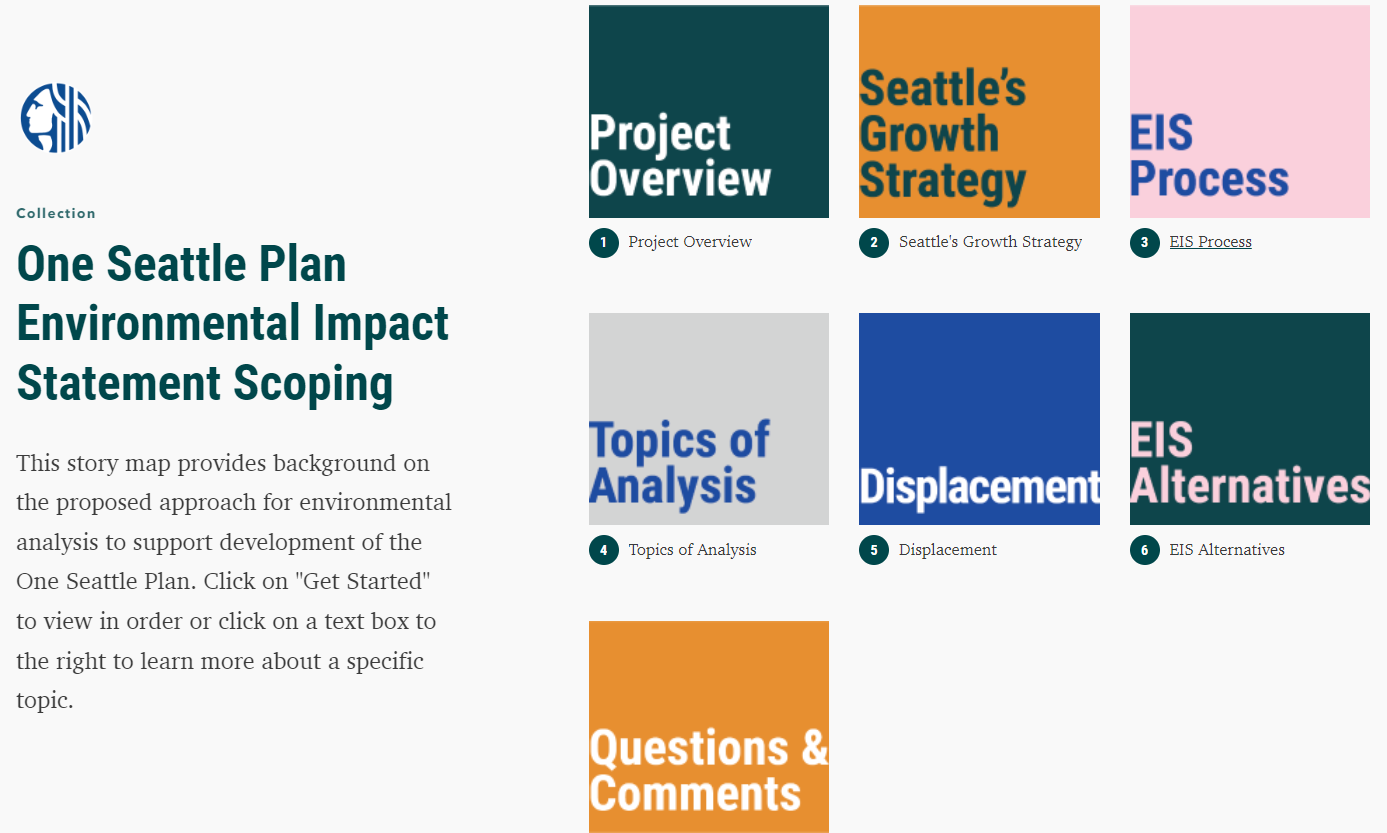 Collection
One Seattle Plan
Environmental Impact
Statement Scoping
This story map provides background on
the proposed approach for environmental
analysis to support development of the
One Seattle Plan. Click on "Get Started"
to view in order or click on a text box to
the right to learn more about a specific
topic.
Project
Overview
1 Project Overview
Seattle’s
Growth
Strategy
2 Seattle's Growth Strategy
EIS
Process
3 EIS Process
Topics of
Analysis
4 Topics of Analysis
Displacement
5 Displacement
EIS
Alternatives
6 EIS Alternatives
Questions &
Comments